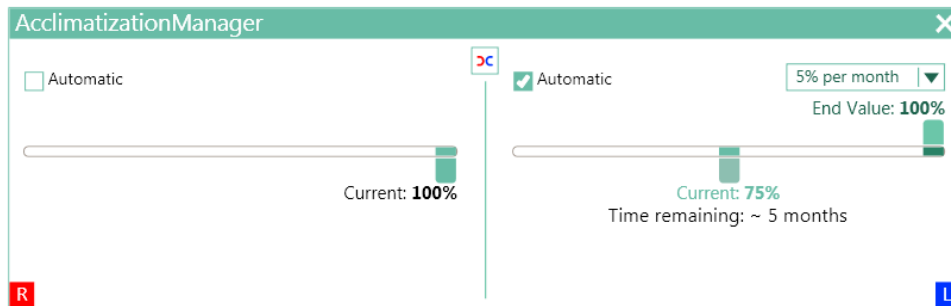 AcclimatizationManager
Automatic
Current: 100%
Automatic
5% per month
End Value: 100%
Current: 75%
Time remaining: ~ 5 months
R
L